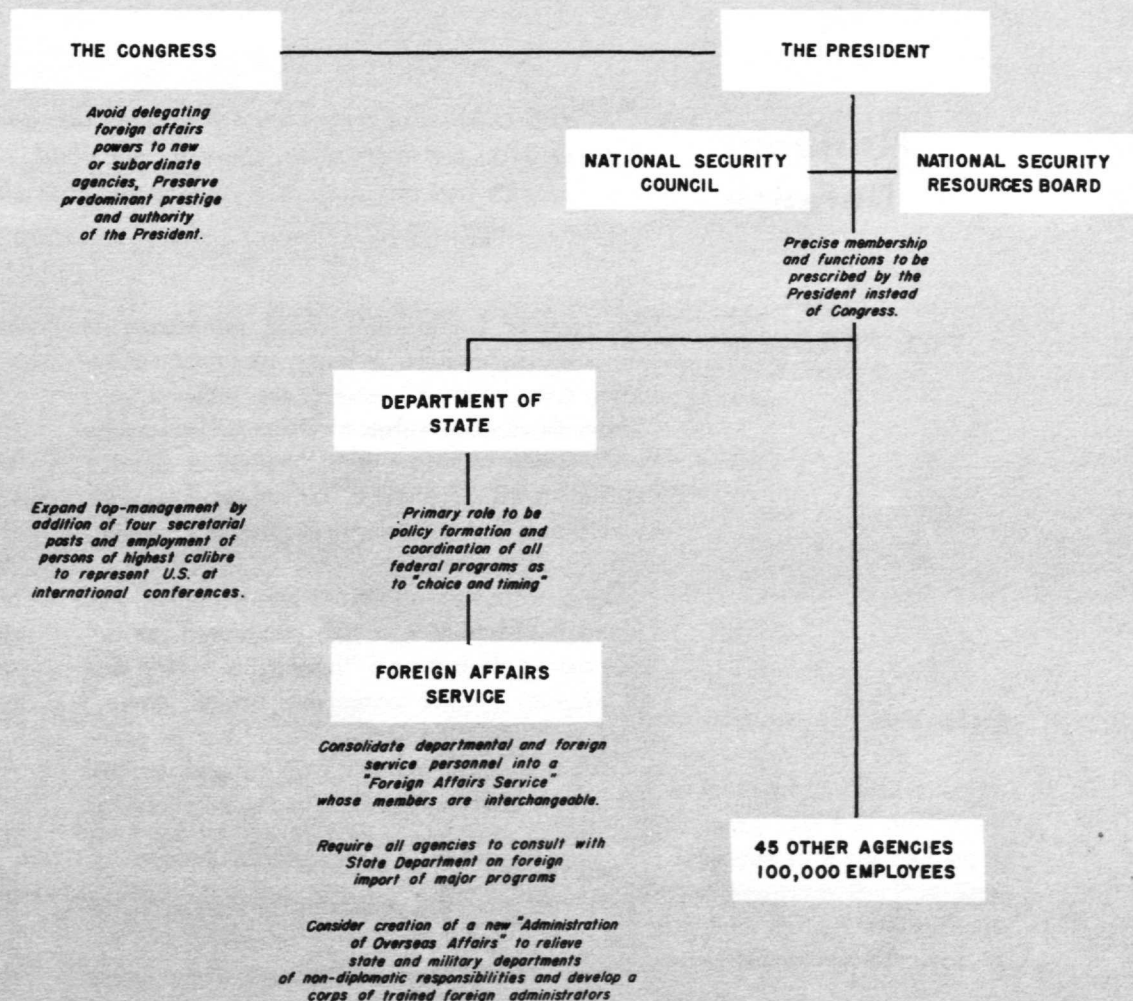 THE CONGRESS
THE PRESIDENT
Avoid delegating
foreign affairs
powers to new
or subordinate
agencies, Preserve
predominant prestige
and authority
of the President.
NATIONAL SECURITY
COUNCIL
NATIONAL SECURITY
RESOURCES BOARD
Precise membership
and functions to be
prescribed by the
President instead
of Congress.
DEPARTMENT OF
STATE
Expand top-management by
addition of four secretarial
posts and employment of
persons of highest calibre
to represent U.S. at
international conferences.
Primary role to be
policy formation and
coordination of all
federal programs as
to "choice and timing"
FOREIGN AFFAIRS
SERVICE
Consolidate departmental and foreign
service personnel into a
"Foreign Affairs Service"
whose members are interchangeable.
Require all agencies to consult with
State Department on foreign
import of major programs
Consider creation of a new "Administration
of Overseas Affairs" to relieve
state and military departments
of non-diplomatic responsibilities and develop a
corps of trained foreign administrators
45 OTHER AGENCIES
100,000 EMPLOYEES